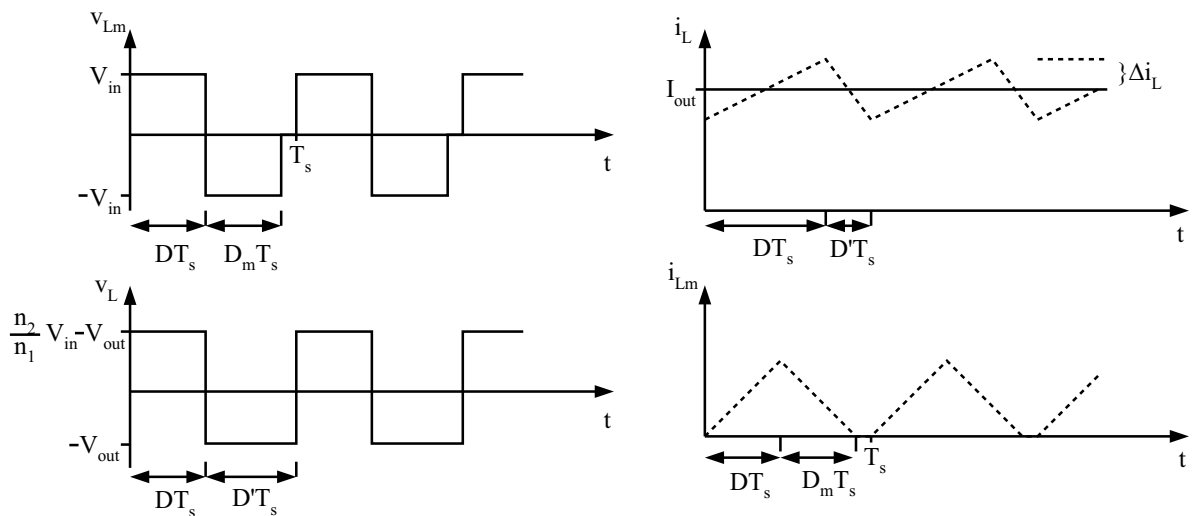 v_Lm
V_in
T_s
t
-V_in
DT_s
D_mT_s
v_L
n_2
n_1
V_in-V_out
t
-V_out
DT_s
D'T_s
i_L
}Δi_L
I_out
t
DT_s
D'T_s
i_Lm
T_s
t
DT_s
D_mT_s